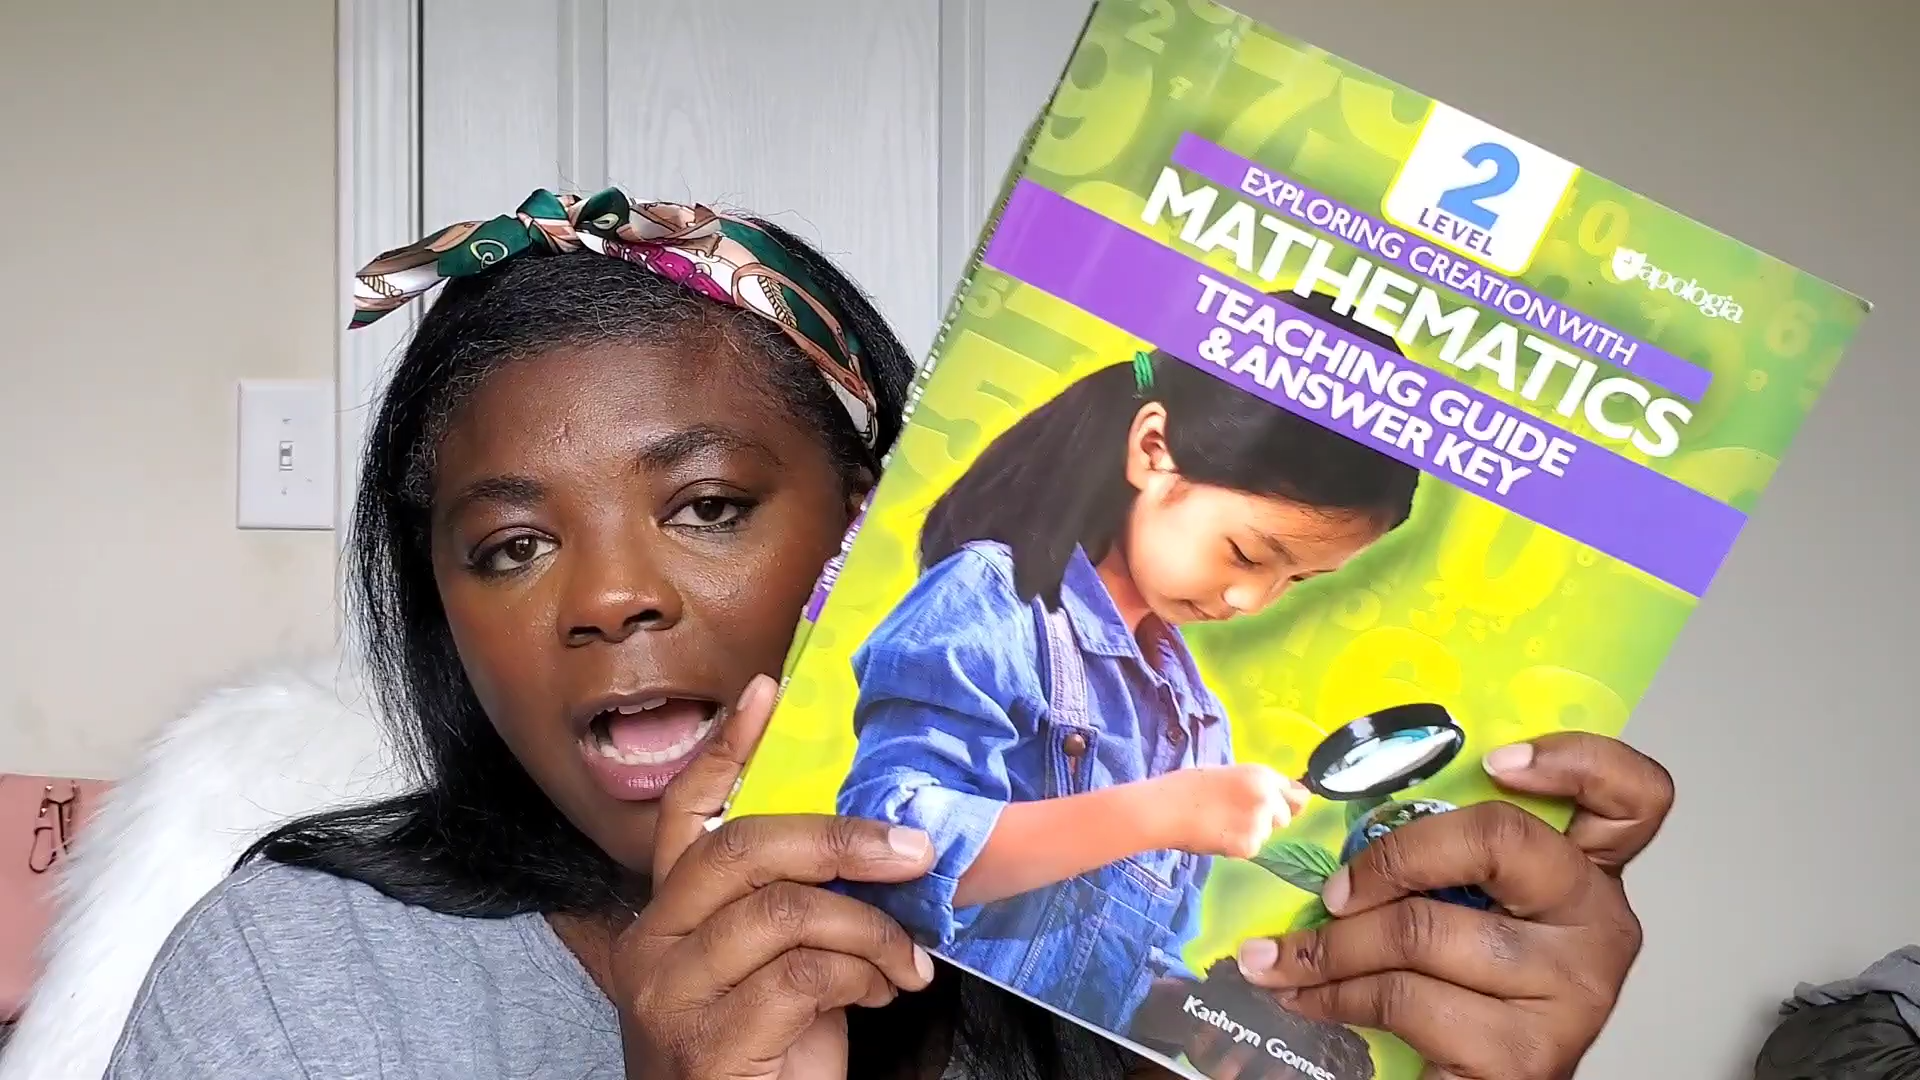 2
LEVEL
EXPLORING CREATION WITH
MATHEMATICS
TEACHING GUIDE
& ANSWER KEY
apologia
Kathryn Gomes